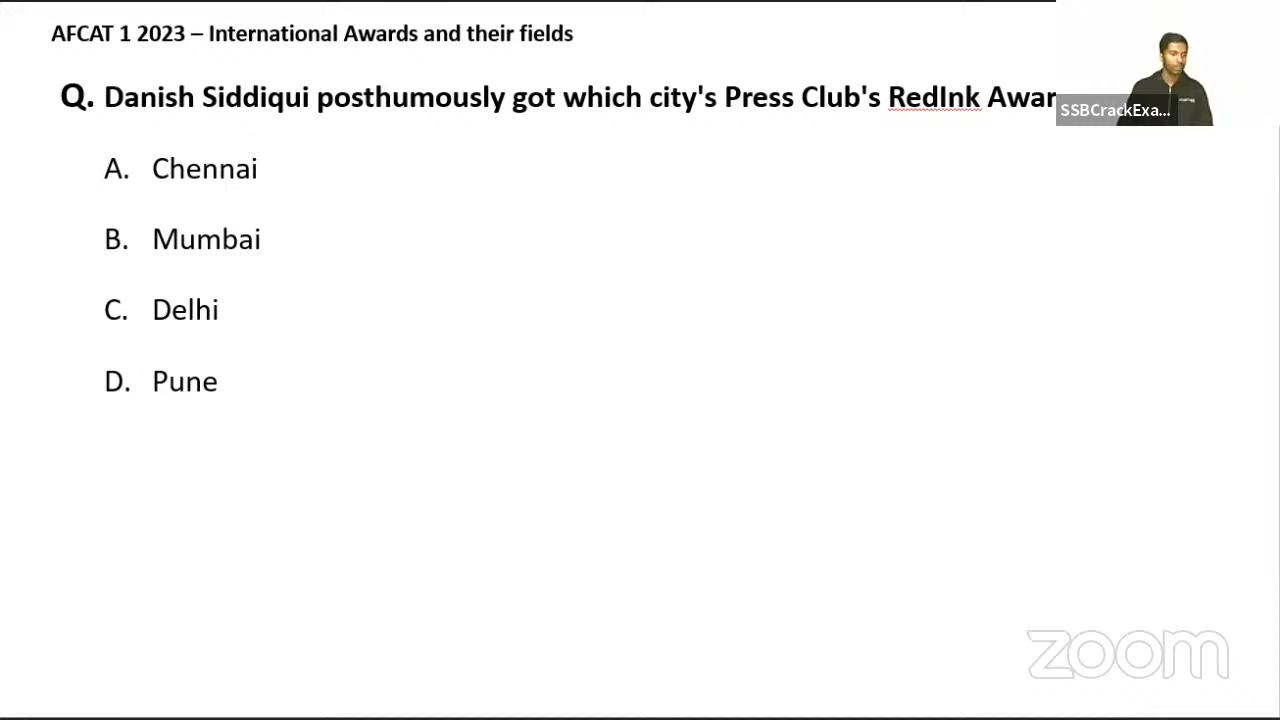 AFCAT 1 2023 – International Awards and their fields
Q. Danish Siddiqui posthumously got which city's Press Club's RedInk Awar
SSBCrackExa...
A. Chennai
B. Mumbai
C. Delhi
D. Pune
zoom